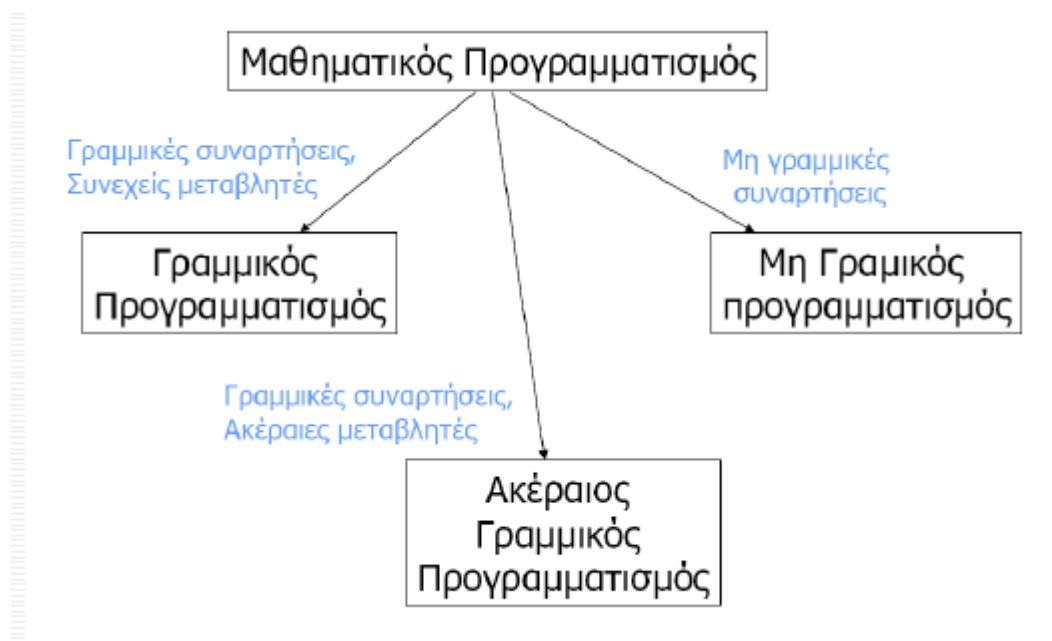 Μαθηματικός Προγραμματισμός
Γραμμικές συναρτήσεις,
Συνεχείς μεταβλητές
Μη γραμμικές
συναρτήσεις
Γραμμικός
Προγραμματισμός
Μη Γραμικός
προγραμματισμός
Γραμμικές συναρτήσεις,
Ακέραιες μεταβλητές
Ακέραιος
Γραμμικός
Προγραμματισμός